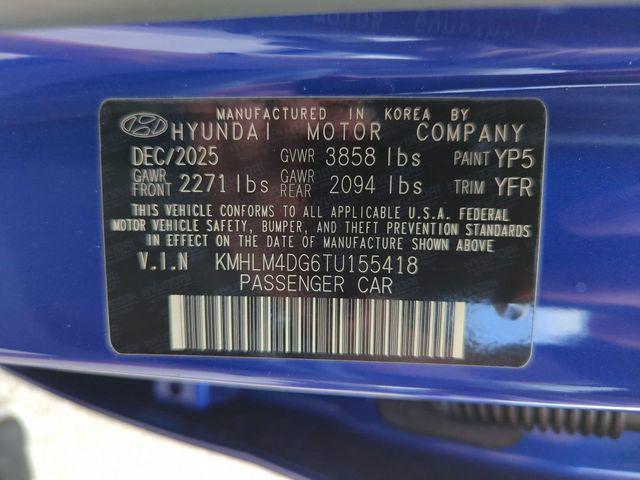 MANUFACTURED IN KOREA BY
HYUNDAI MOTOR COMPANY
DEC/2025 GVWR 3858 lbs PAINT YP5
GAWR FRONT 2271 lbs GAWR REAR 2094 lbs TRIM YFR
THIS VEHICLE CONFORMS TO ALL APPLICABLE U.S.A. FEDERAL
MOTOR VEHICLE SAFETY, BUMPER, AND THEFT PREVENTION STANDARDS
IN EFFECT ON THE DATE OF MANUFACTURE SHOWN ABOVE
V.I.N KMHLM4DG6TU155418
PASSENGER CAR